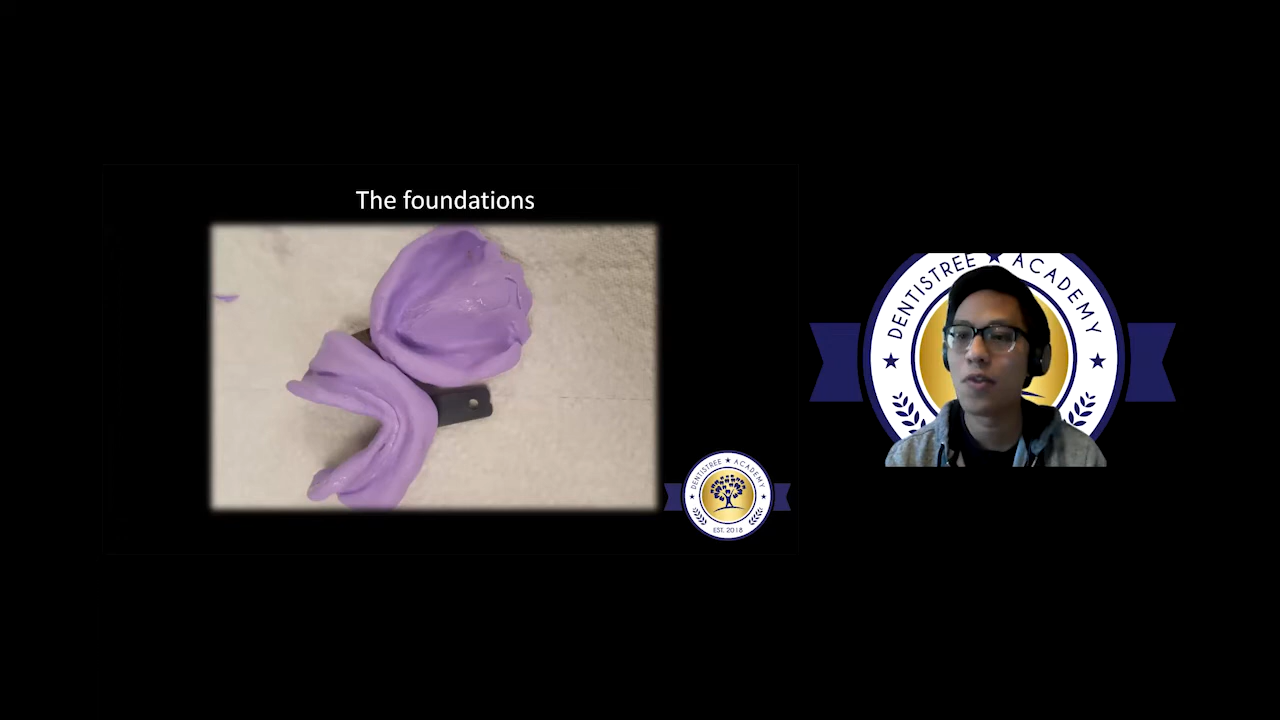 The foundations
DENTISTREE ★ ACADEMY
EST. 2018
DENTISTREE ★ ACADEMY